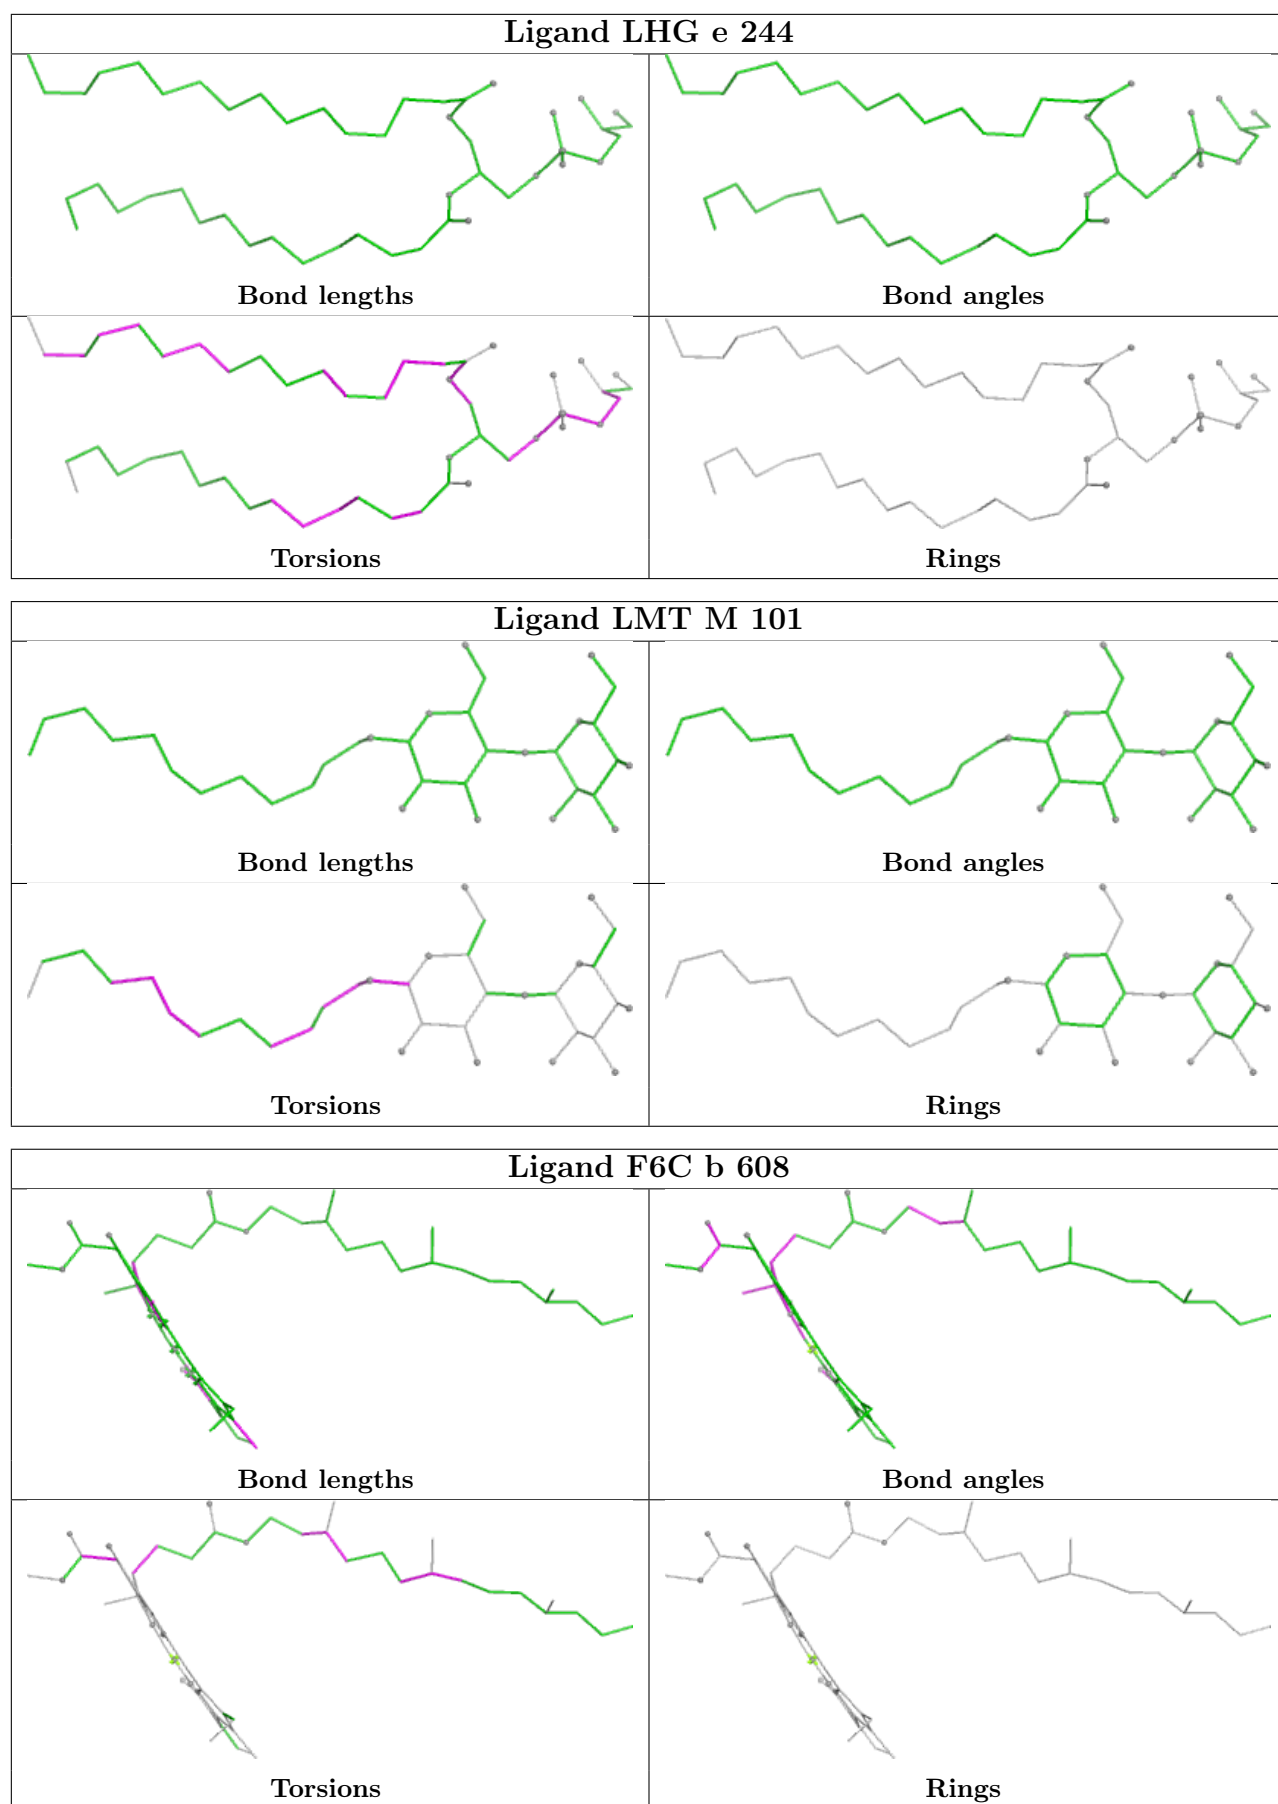 Ligand LHG e 244
Bond lengths
Bond angles
Torsions
Rings
Ligand LMT M 101
Bond lengths
Bond angles
Torsions
Rings
Ligand F6C b 608
Bond lengths
Bond angles
Torsions
Rings